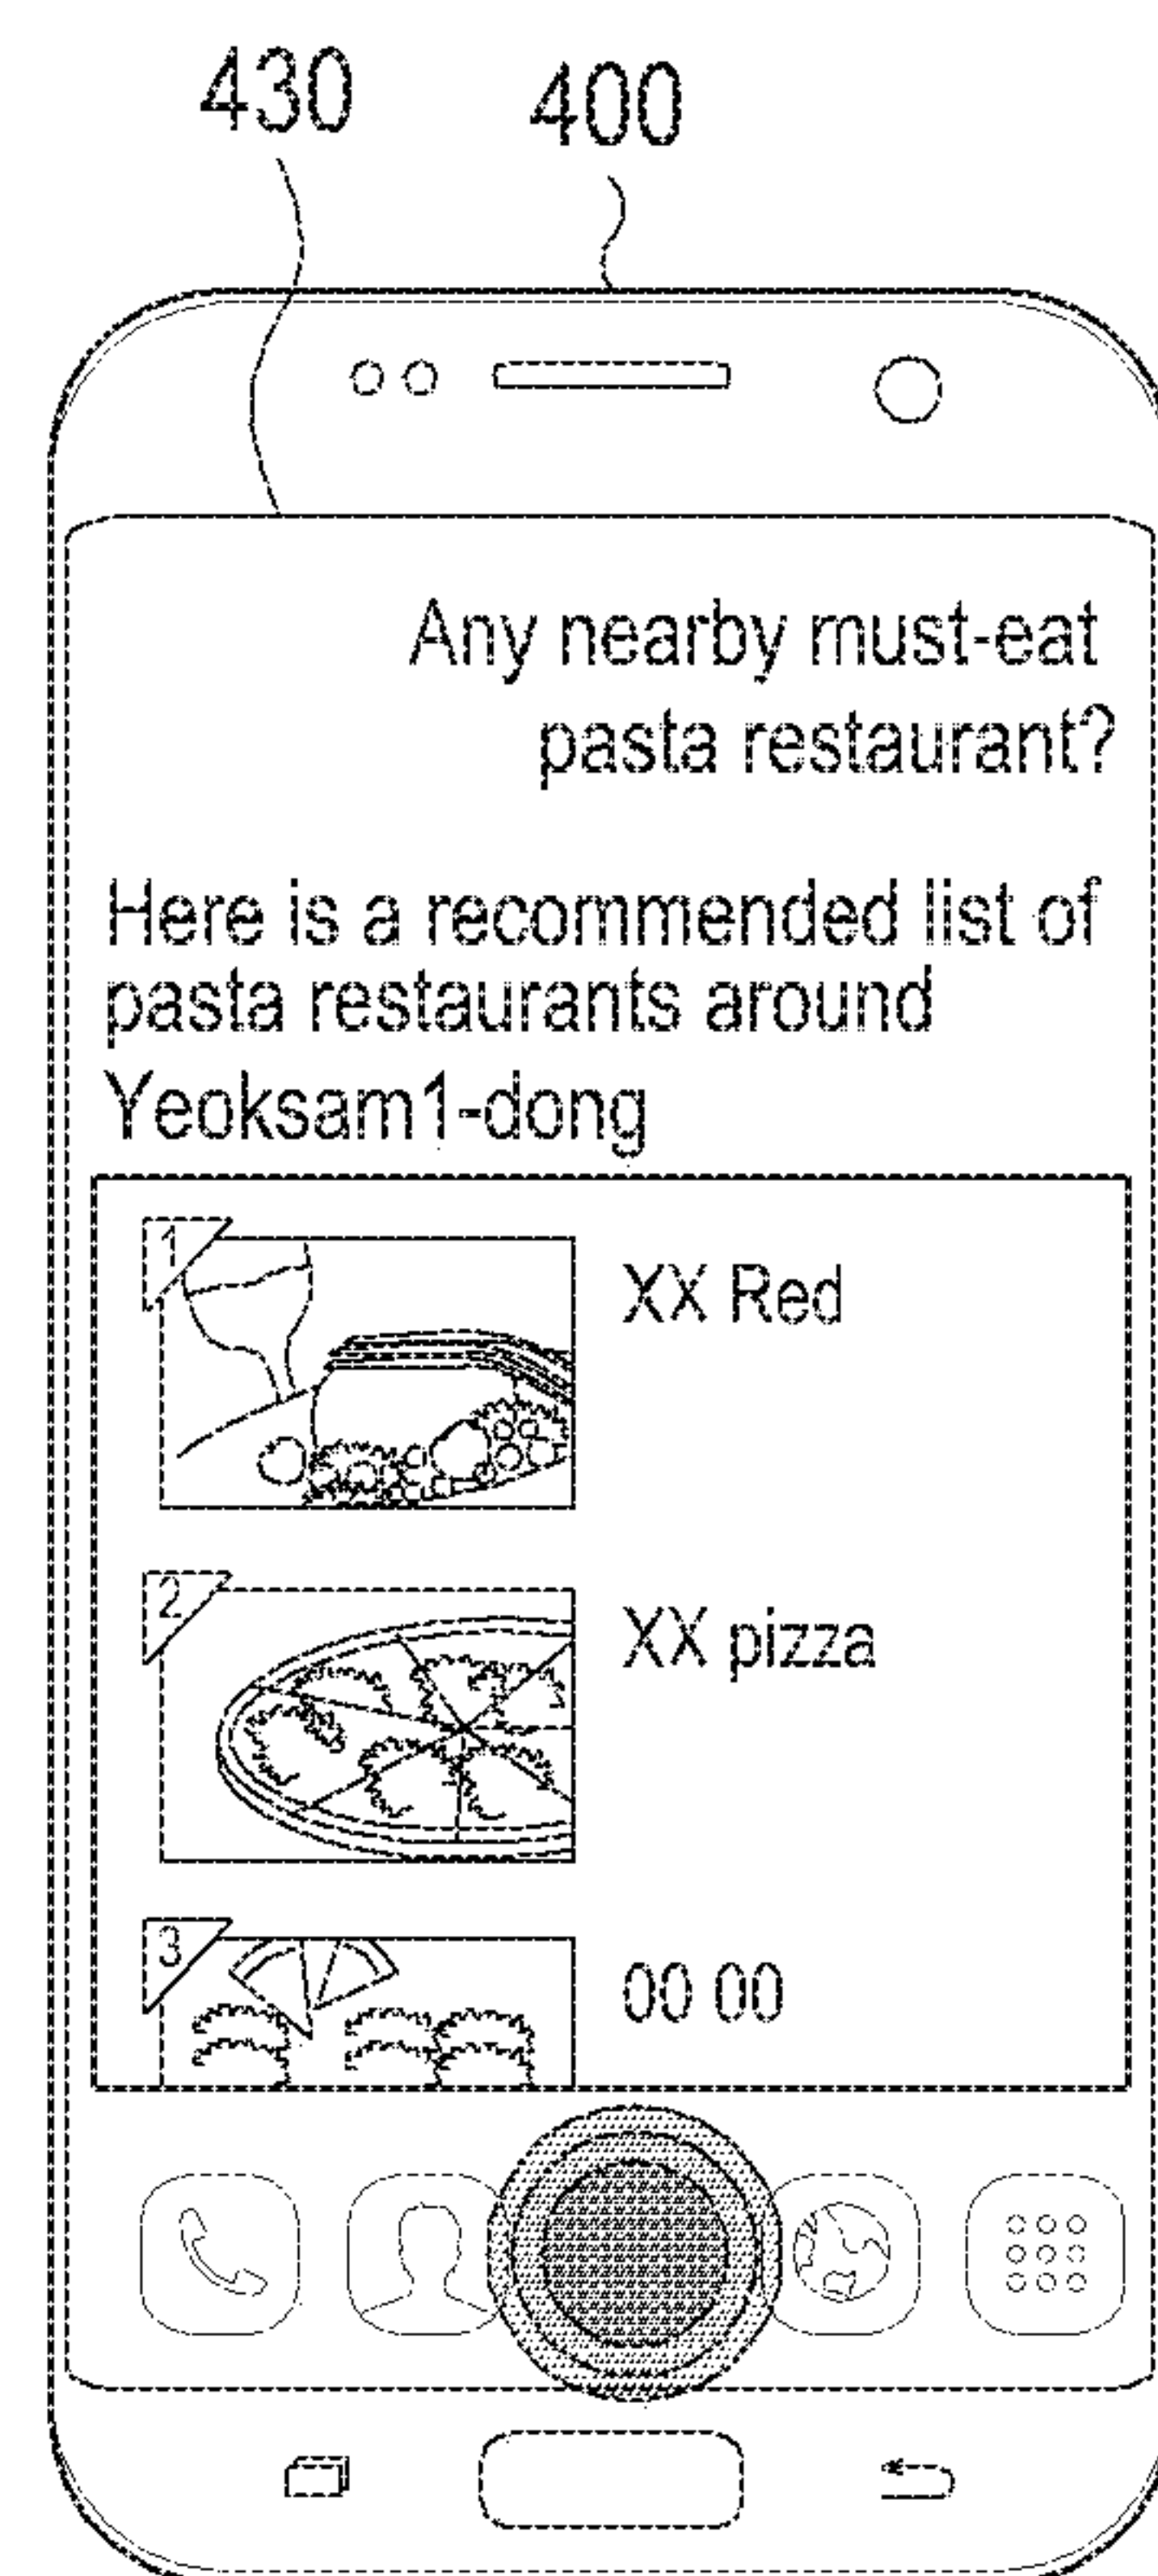 430 400
Any nearby must-eat
pasta restaurant?
Here is a recommended list of
pasta restaurants around
Yeoksam1-dong
1
XX Red
2
XX pizza
3
00 00